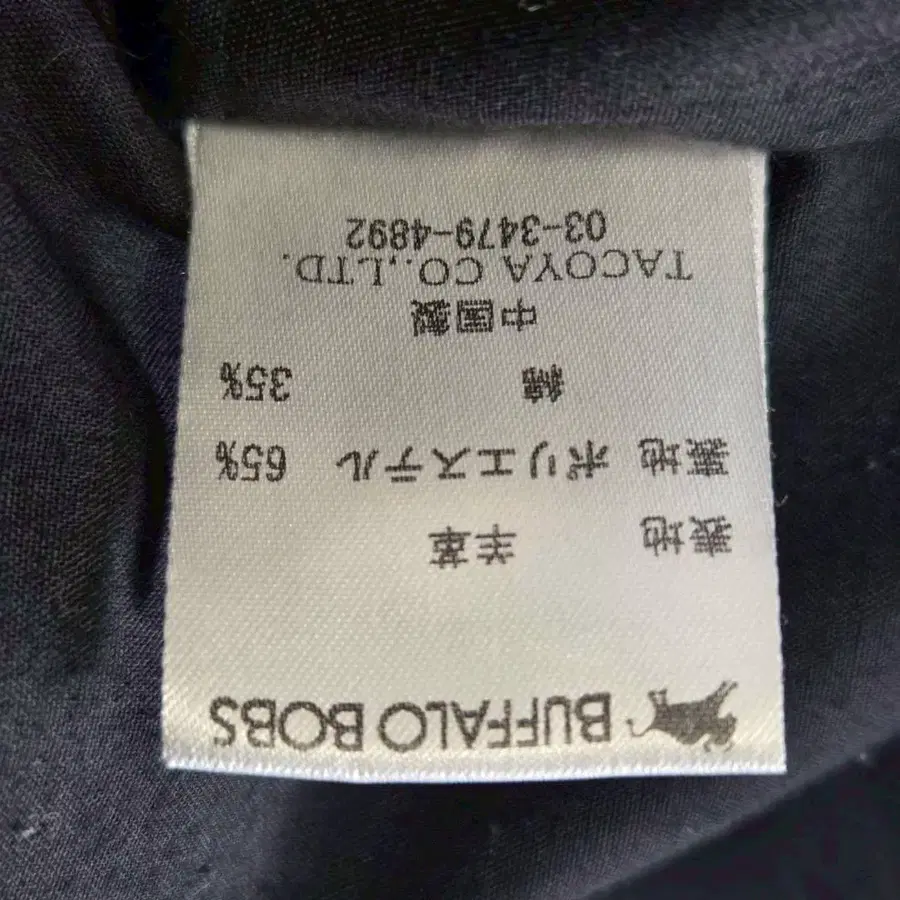 BUFFALO BOBS
表地 羊革
裏地 ポリエステル 65%
綿 35%
中国製
TACOYA CO.,LTD.
03-3479-4892